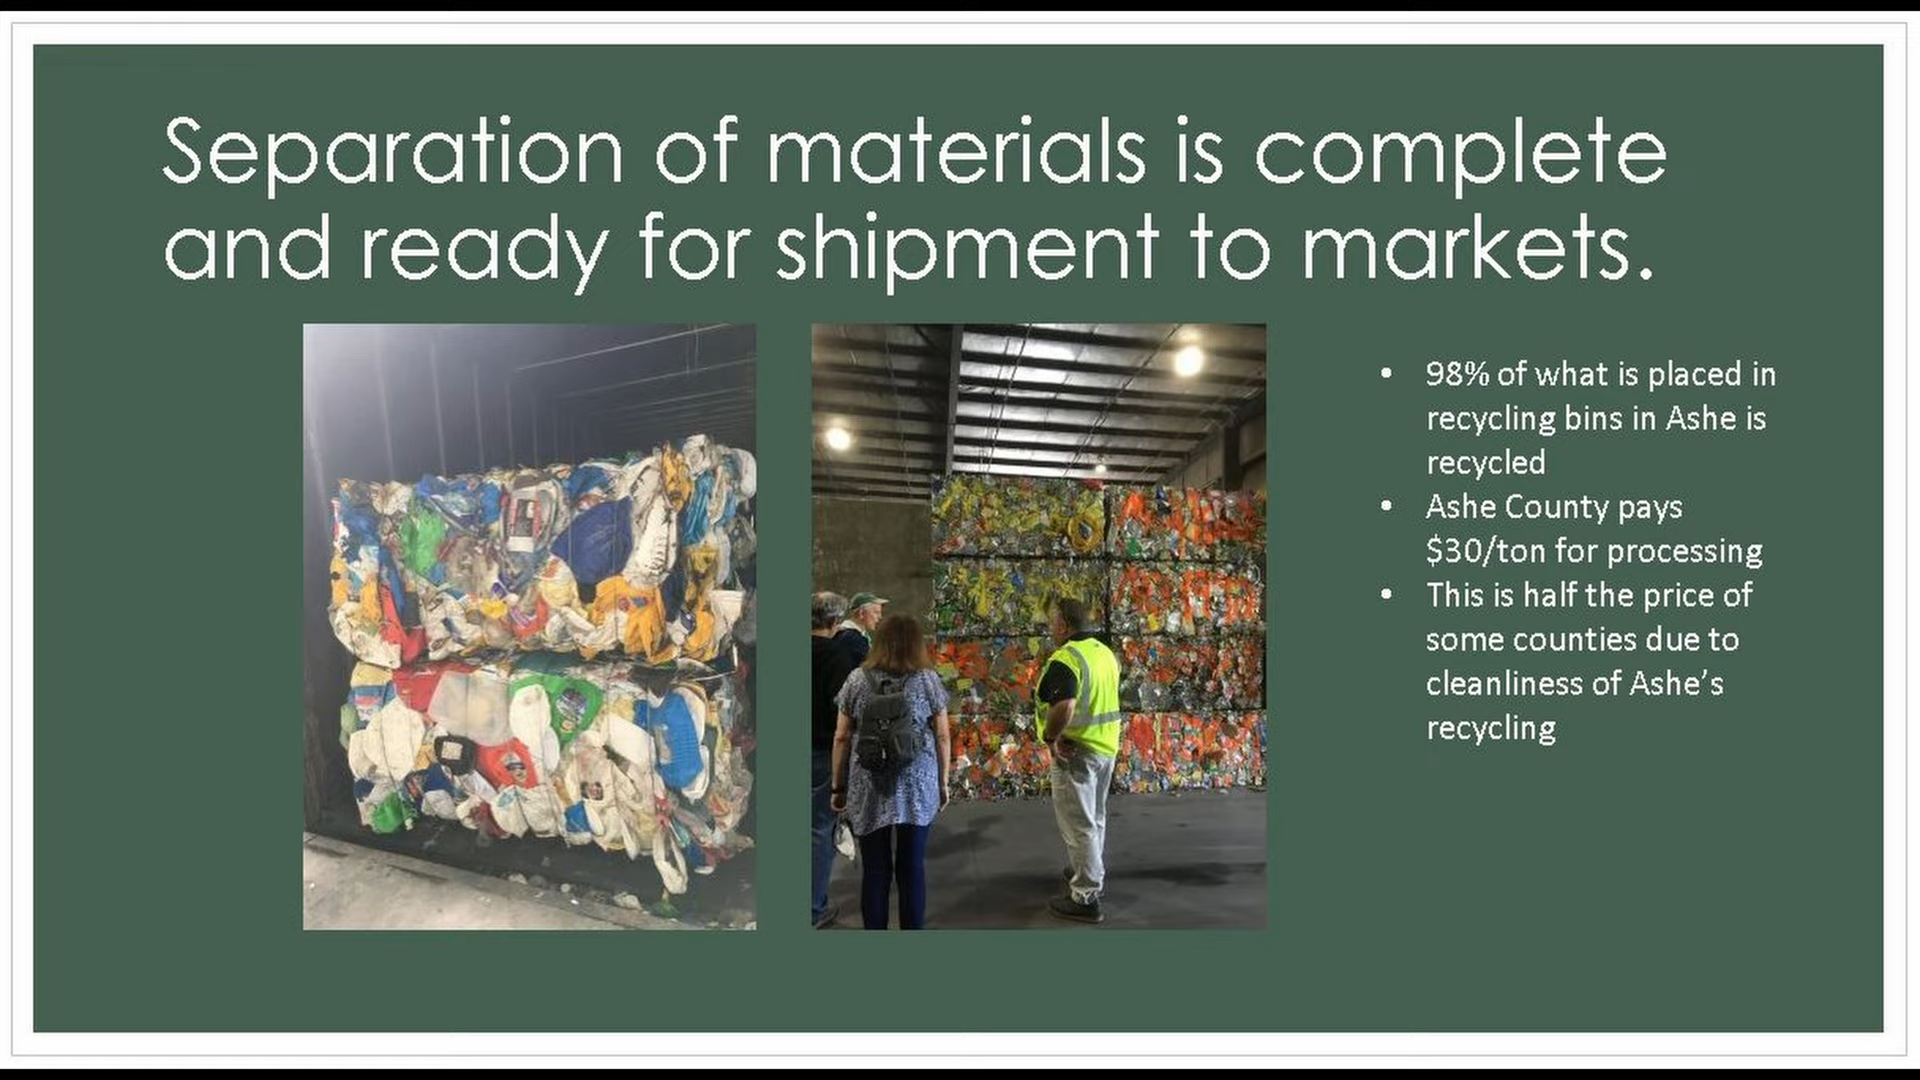 Separation of materials is complete
and ready for shipment to markets.
• 98% of what is placed in
recycling bins in Ashe is
recycled
• Ashe County pays
$30/ton for processing
• This is half the price of
some counties due to
cleanliness of Ashe's
recycling